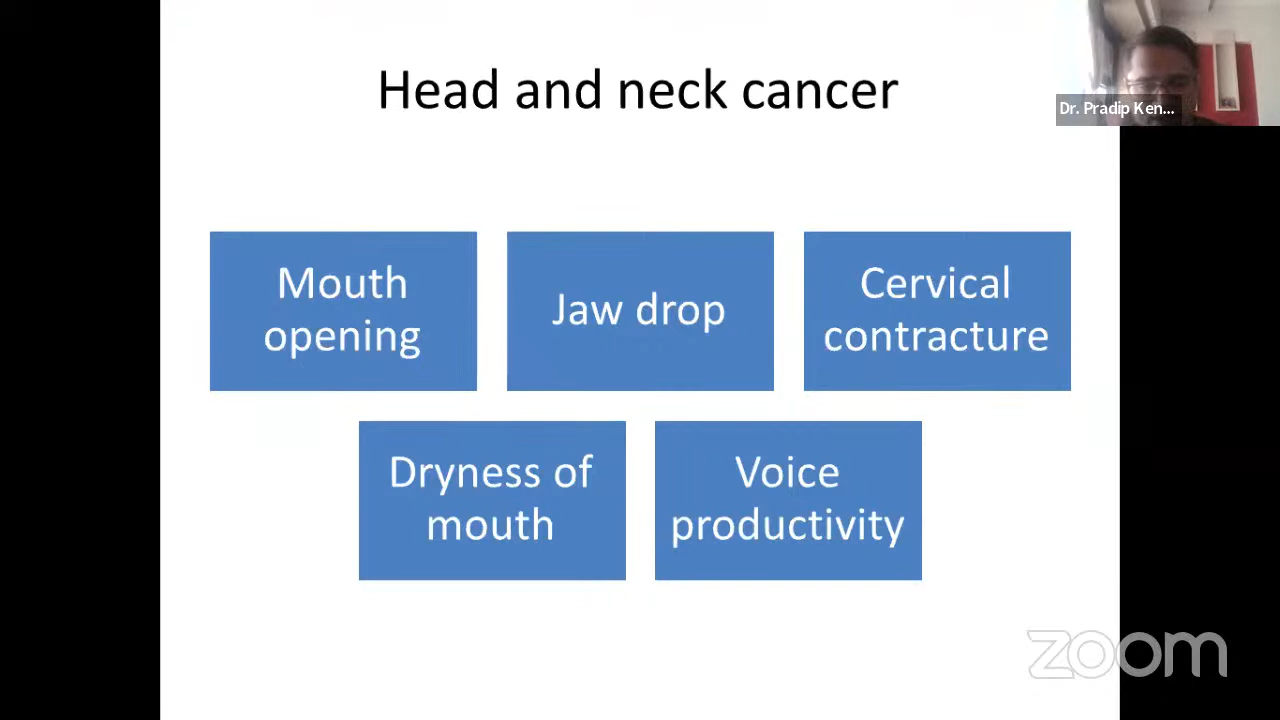 Head and neck cancer
Dr. Pradip Ken...
Mouth
opening
Jaw drop
Cervical
contracture
Dryness of
mouth
Voice
productivity
zoom